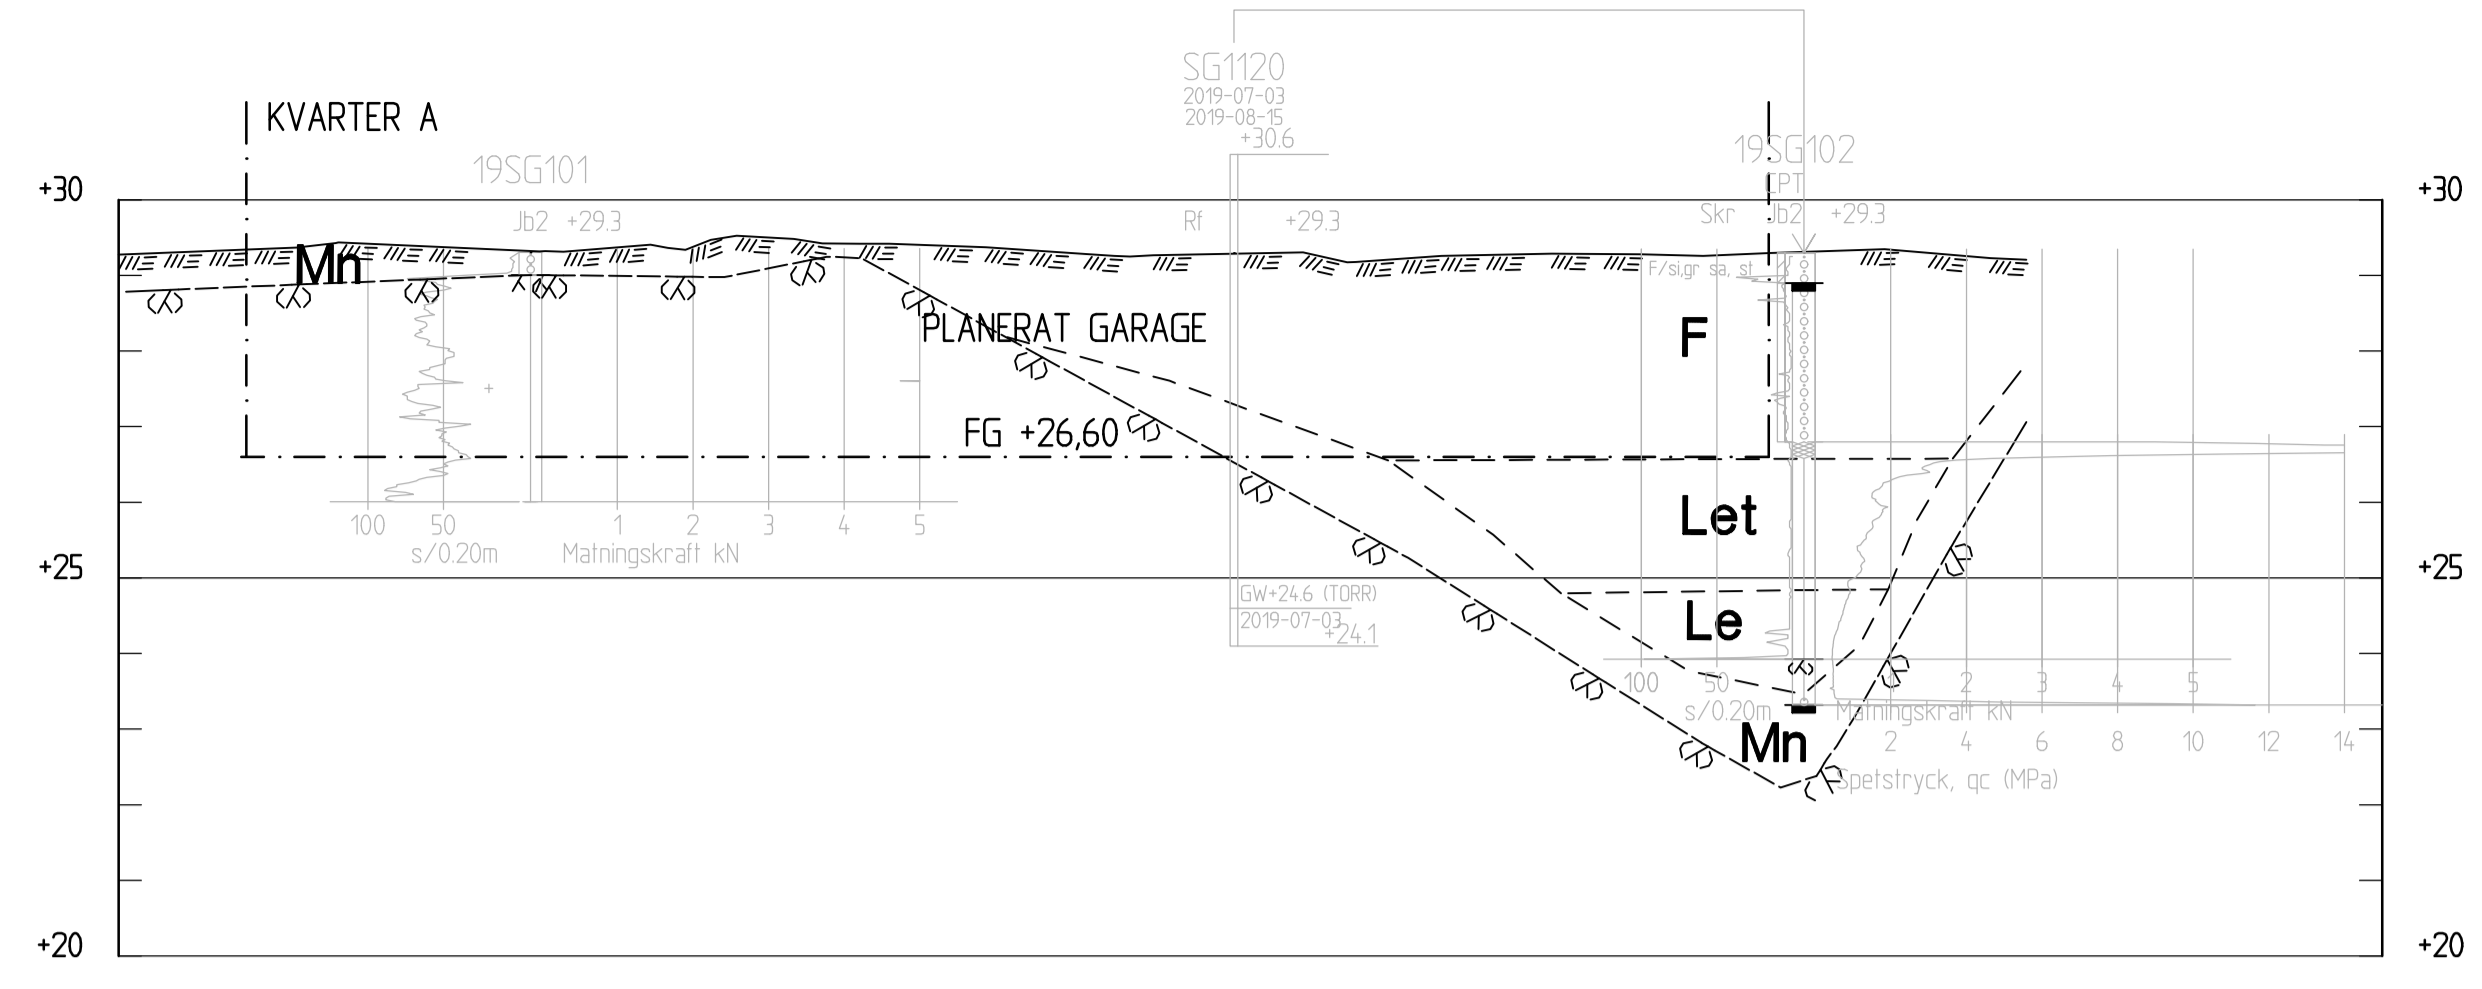 SG1120
2019-07-03
2019-08-15
+30.6
KVARTER A
19SG101
19SG102
CPT
+30
+30
Jb2 +29.3
Rf +29.3
Skr Jb2 +29.3
Mn
F/si,gr sa, st
PLANERAT GARAGE
F
FG +26,60
100 50 1 2 3 4 5
s/0.20m Matningskraft kN
Let
+25
+25
GW+24.6 (TORR)
2019-07-03
+24.1
Le
100 50 2 3 4 5
s/0.20m Matningskraft kN
Mn
2 4 6 8 10 12 14
Spetstryck, qc (MPa)
+20
+20